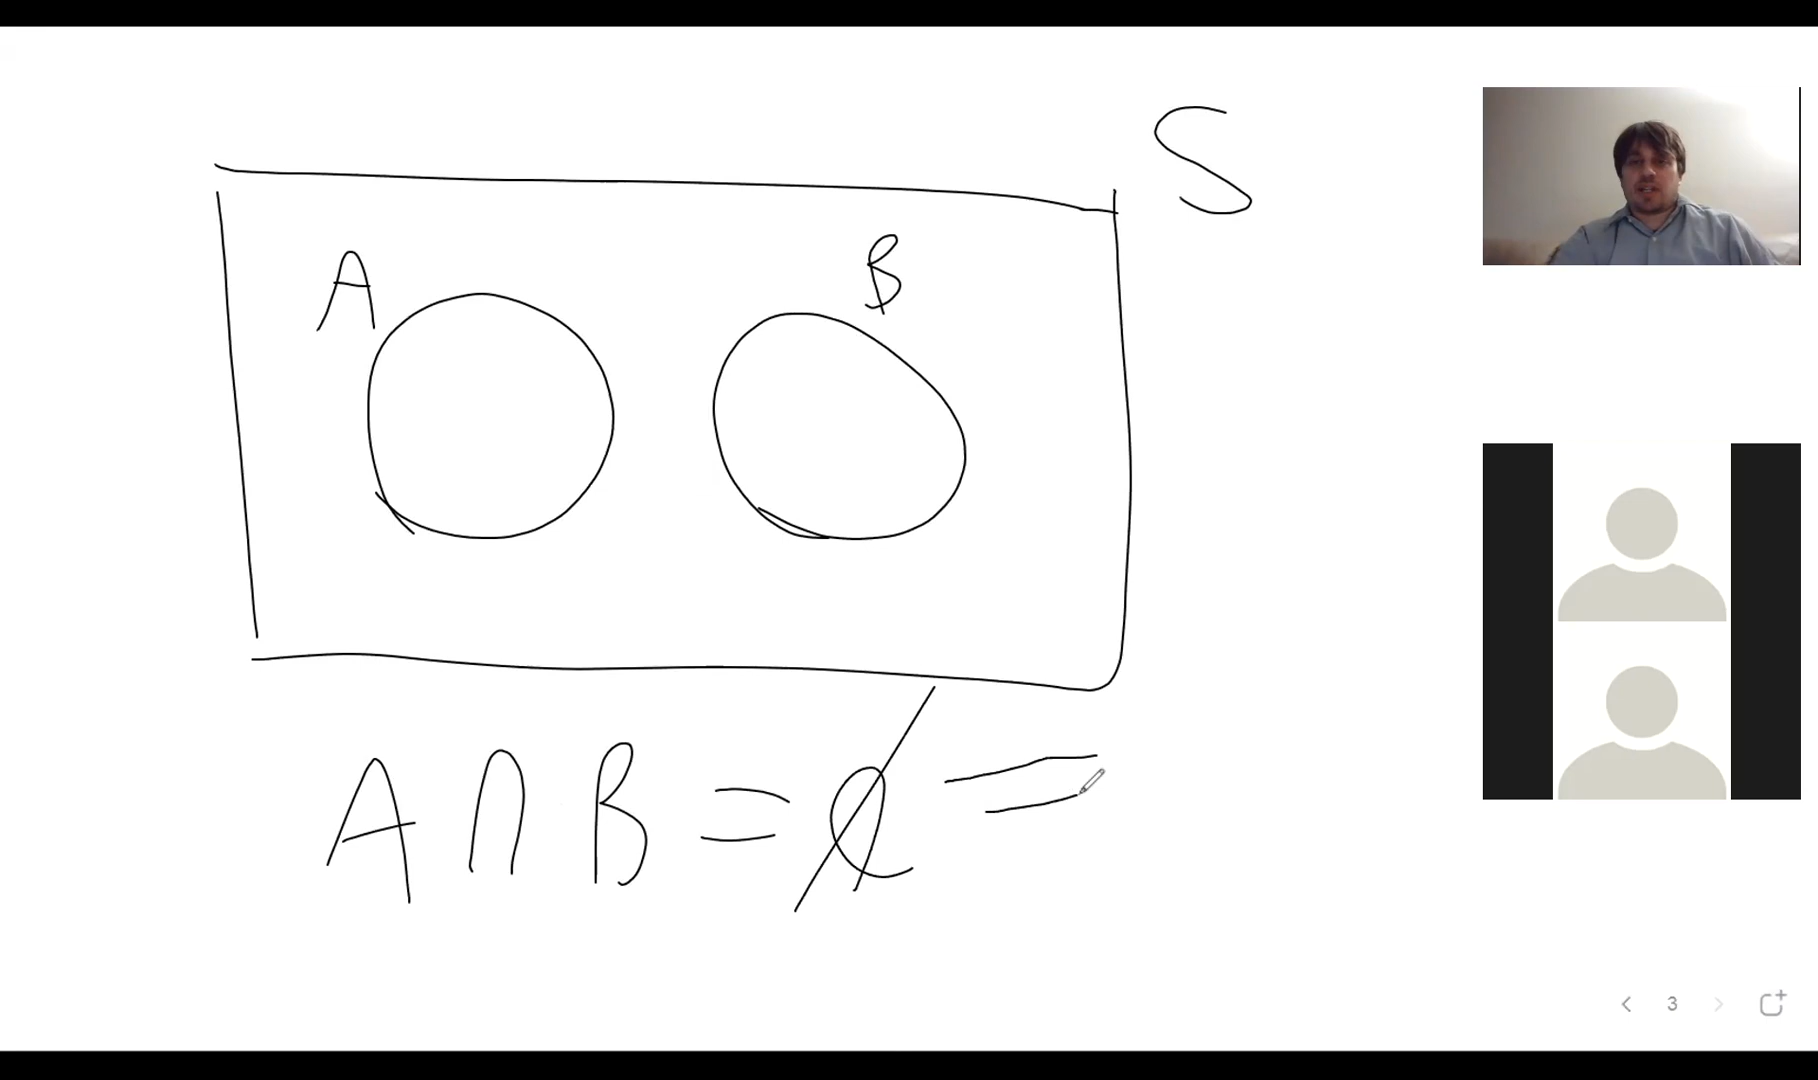 S
A B
A ∩ B = ∅ =
3